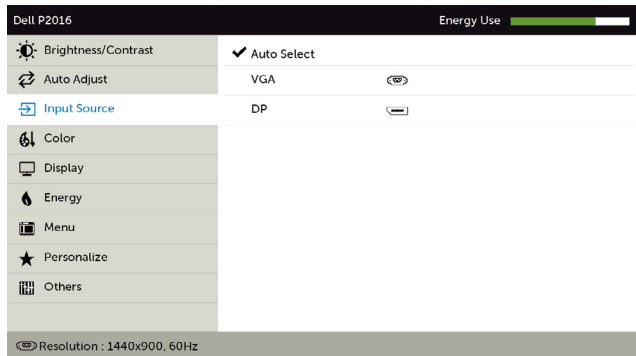 Dell P2016
Energy Use
Brightness/Contrast
Auto Adjust
Input Source
Color
Display
Energy
Menu
Personalize
Others
Auto Select
VGA
DP
Resolution : 1440x900, 60Hz